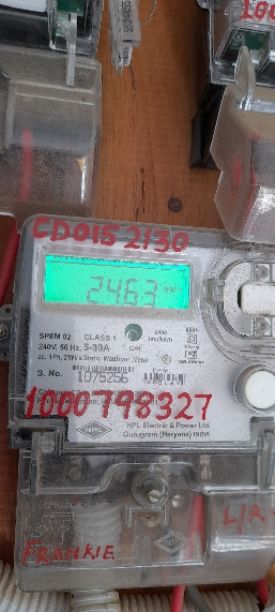 CD015 2130
2463
SPEM 02 CLASS 1
240V, 50 Hz, 5-30A
S. No. 1075256
1000798327
HPL
HPL Electric & Power Ltd
Gurugram (Haryana) INDIA
L/R
FRANKIE